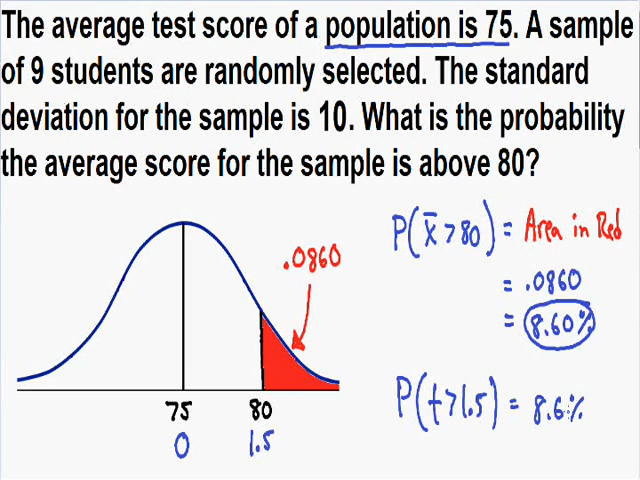 The average test score of a population is 75. A sample
of 9 students are randomly selected. The standard
deviation for the sample is 10. What is the probability
the average score for the sample is above 80?
P(x̄ > 80) = Area in Red
.0860
= .0860
= 8.60%
P(t > 1.5) = 8.6%
75 80
0 1.5